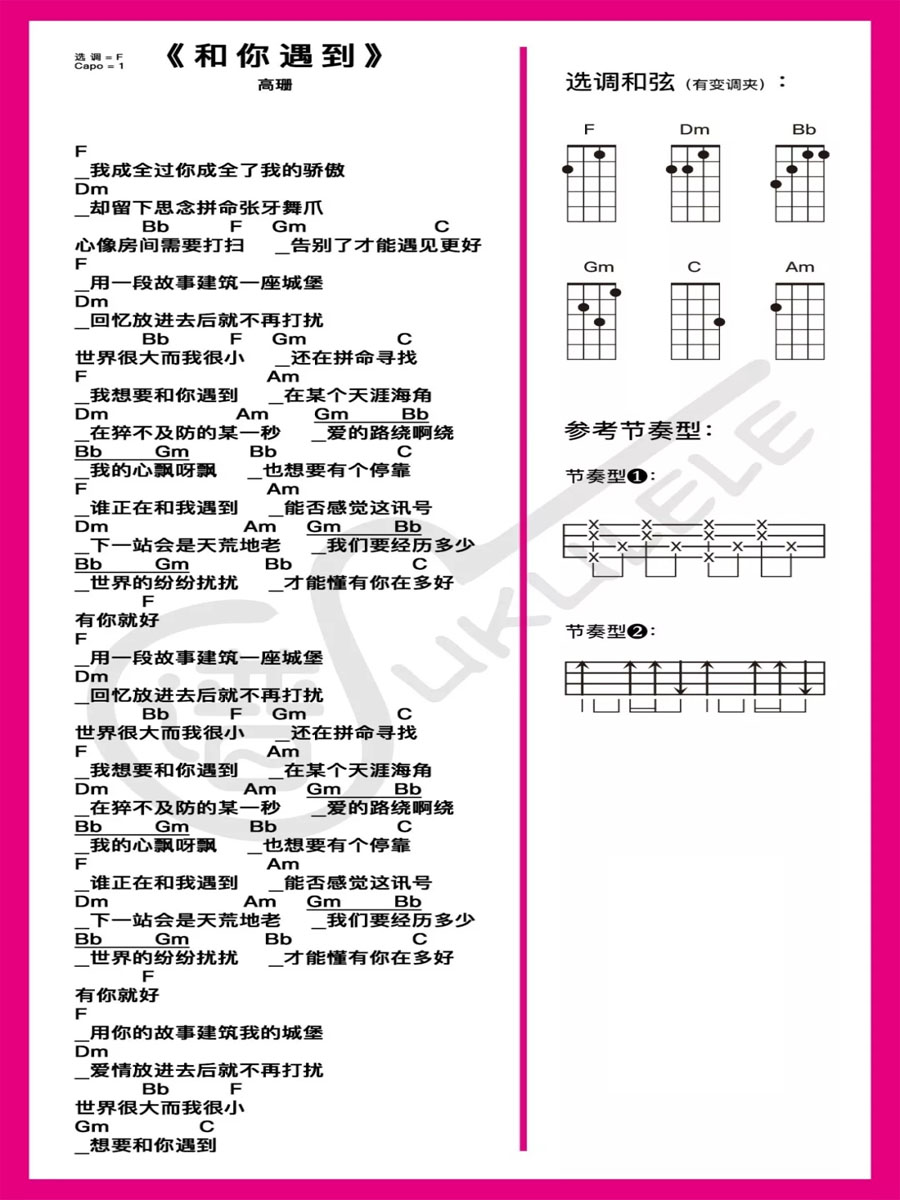 选调=F
Capo = 1
《和你遇到》
高珊
F
_我成全过你成全了我的骄傲
Dm
_却留下思念拼命张牙舞爪
Bb F Gm C
心像房间需要打扫 _告别了才能遇见更好
F
_用一段故事建筑一座城堡
Dm
_回忆放进去后就不再打扰
Bb F Gm C
世界很大而我很小 _还在拼命寻找
F Am
_我想要和你遇到 _在某个天涯海角
Dm Am Gm Bb
_在猝不及防的某一秒 _爱的路绕啊绕
Bb Gm Bb C
_我的心飘呀飘 _也想要有个停靠
F Am
_谁正在和我遇到 _能否感觉这讯号
Dm Am Gm Bb
_下一站会是天荒地老 _我们要经历多少
Bb Gm Bb C
_世界的纷纷扰扰 _才能懂有你在多好
F
有你就好
F
_用一段故事建筑一座城堡
Dm
_回忆放进去后就不再打扰
Bb F Gm C
世界很大而我很小 _还在拼命寻找
F Am
_我想要和你遇到 _在某个天涯海角
Dm Am Gm Bb
_在猝不及防的某一秒 _爱的路绕啊绕
Bb Gm Bb C
_我的心飘呀飘 _也想要有个停靠
F Am
_谁正在和我遇到 _能否感觉这讯号
Dm Am Gm Bb
_下一站会是天荒地老 _我们要经历多少
Bb Gm Bb C
_世界的纷纷扰扰 _才能懂有你在多好
F
有你就好
F
_用你的故事建筑我的城堡
Dm
_爱情放进去后就不再打扰
Bb F
世界很大而我很小
Gm C
_想要和你遇到
选调和弦（有变调夹）：
F Dm Bb
Gm C Am
参考节奏型：
节奏型❶：
节奏型❷：
UKULELE